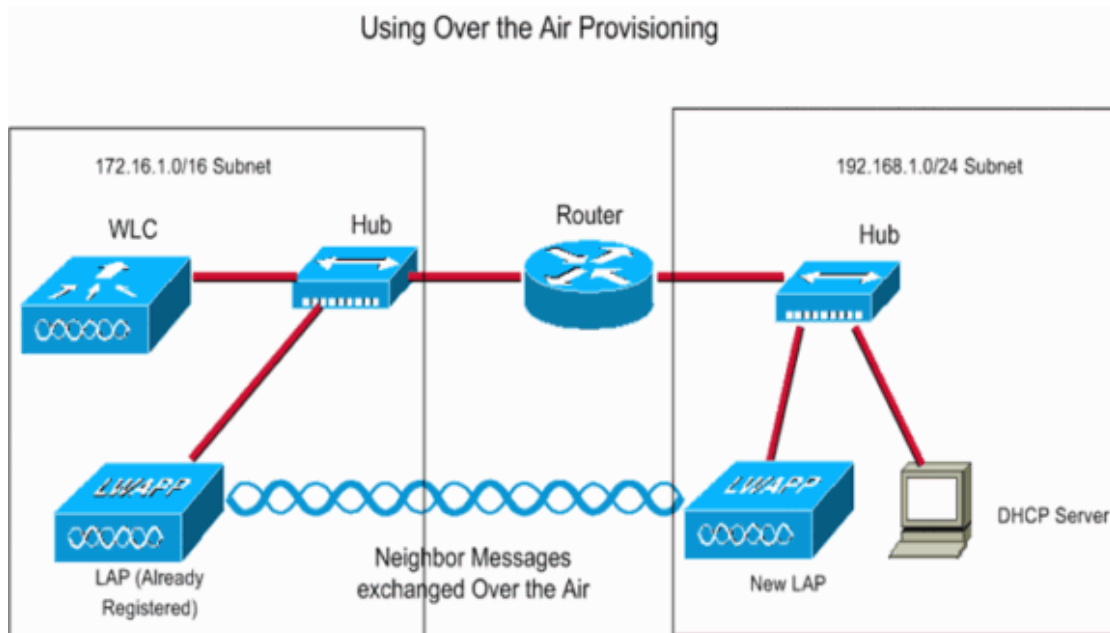 Using Over the Air Provisioning
172.16.1.0/16 Subnet
192.168.1.0/24 Subnet
WLC
Hub
Router
Hub
LWAPP
LWAPP
LAP (Already
Registered)
Neighbor Messages
exchanged Over the Air
New LAP
DHCP Server